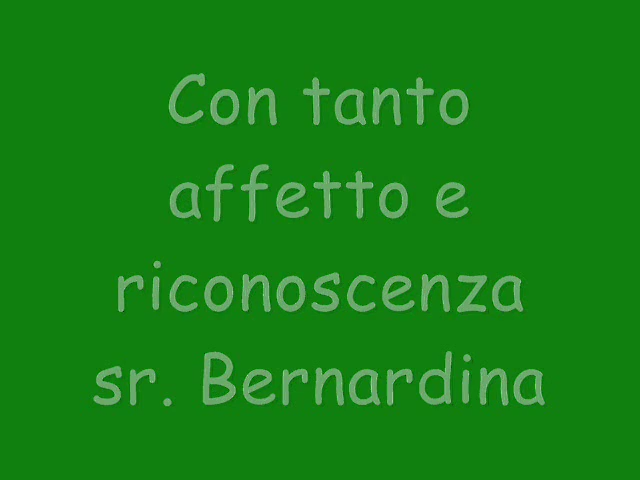 Con tanto
affetto e
riconoscenza
sr. Bernardina